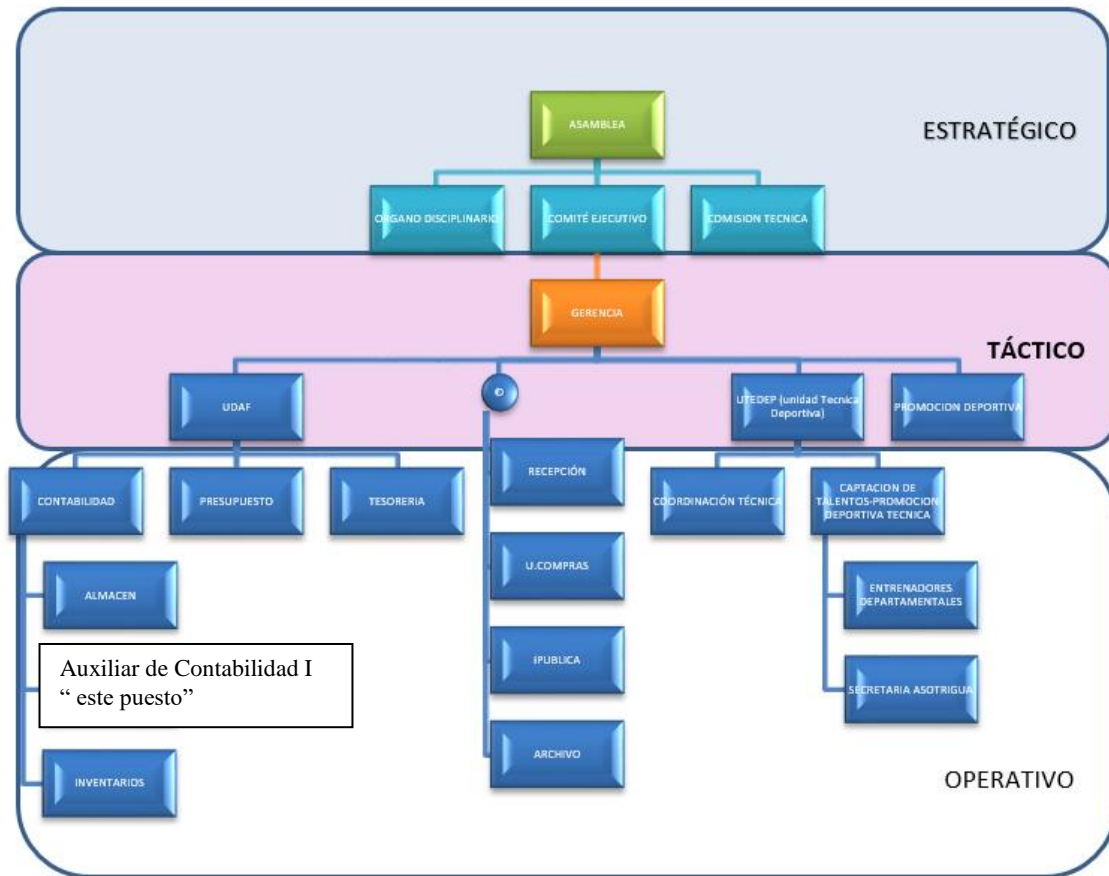 ESTRATÉGICO
ASAMBLEA
ORGANO DISCIPLINARIO
COMITÉ EJECUTIVO
COMISION TECNICA
GERENCIA
TÁCTICO
UDAF
UTEDEP (unidad Tecnica
Deportiva)
PROMOCION DEPORTIVA
CONTABILIDAD
PRESUPUESTO
TESORERIA
RECEPCIÓN
COORDINACIÓN TÉCNICA
CAPTACION DE
TALENTOS-PROMOCION
DEPORTIVA TECNICA
ALMACEN
U.COMPRAS
ENTRENADORES
DEPARTAMENTALES
Auxiliar de Contabilidad I
“ este puesto”
IPUBLICA
SECRETARIA ASOTRIGUA
INVENTARIOS
ARCHIVO
OPERATIVO